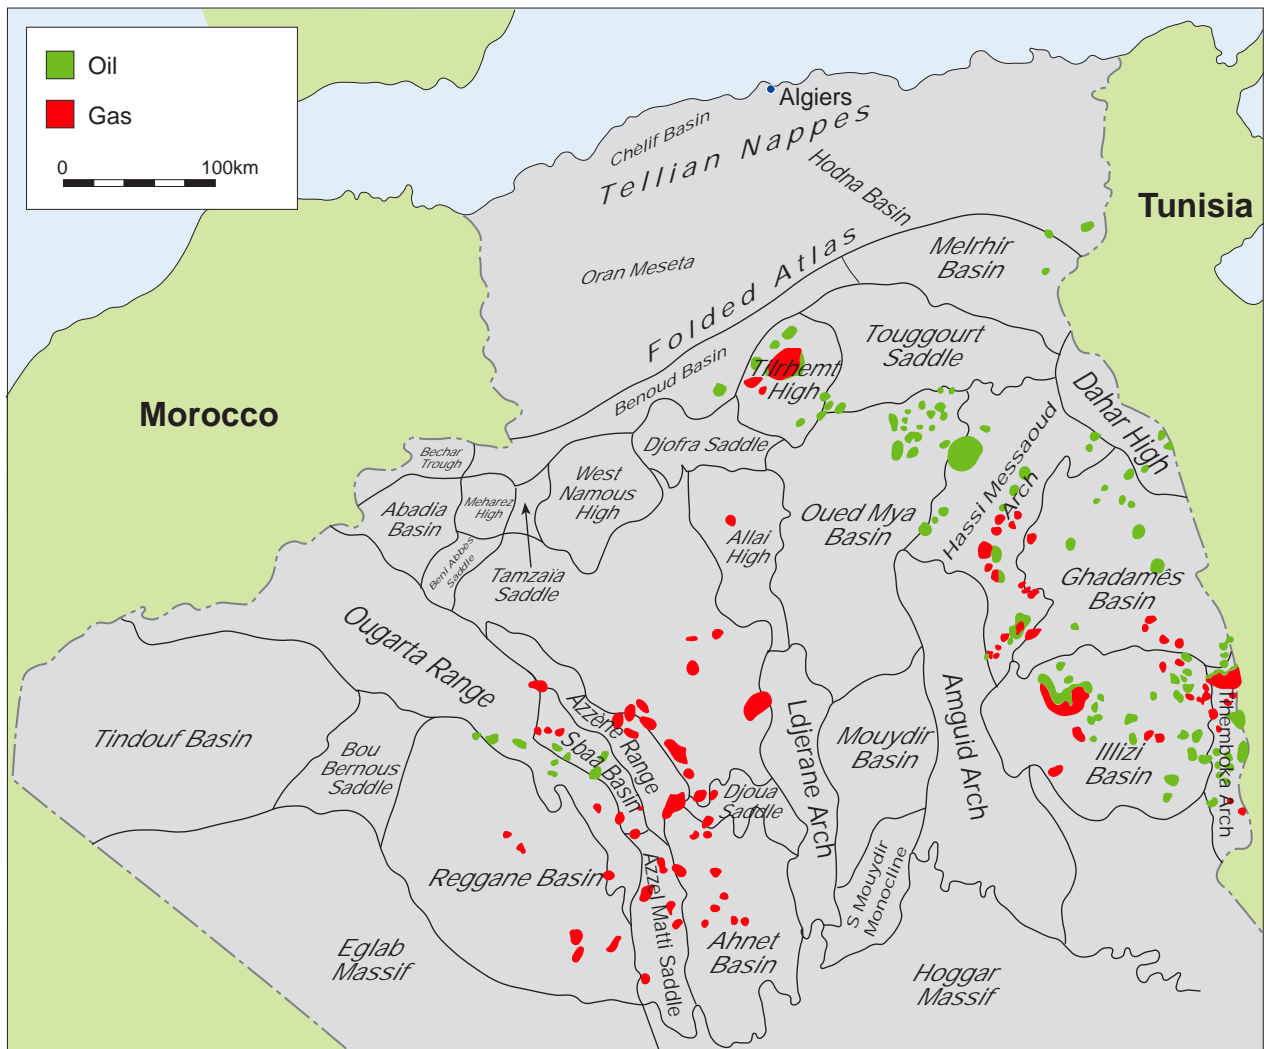 Oil
Gas
0 100km
Algiers
Chèlif Basin
Tellian Nappes
Hodna Basin
Tunisia
Oran Meseta
Folded Atlas
Melrhir
Basin
Touggourt
Saddle
Benoud Basin
Tilrhemt
High
Dahar High
Morocco
Djofra Saddle
Bechar
Trough
West
Namous
High
Hassi Messaoud
Arch
Abadia
Basin
Meharez
High
Allai
High
Oued Mya
Basin
Beni Abbès
Saddle
Tamzaïa
Saddle
Ghadamês
Basin
Ougarta Range
Azzene Range
Sbaa Basin
Ldjerane Arch
Amguid Arch
Tindouf Basin
Bou
Bernous
Saddle
Mouydir
Basin
Illizi
Basin
Tihemboka Arch
Djoua
Saddle
Reggane Basin
Azzel Matti Saddle
S Mouydir
Monocline
Eglab
Massif
Ahnet
Basin
Hoggar
Massif